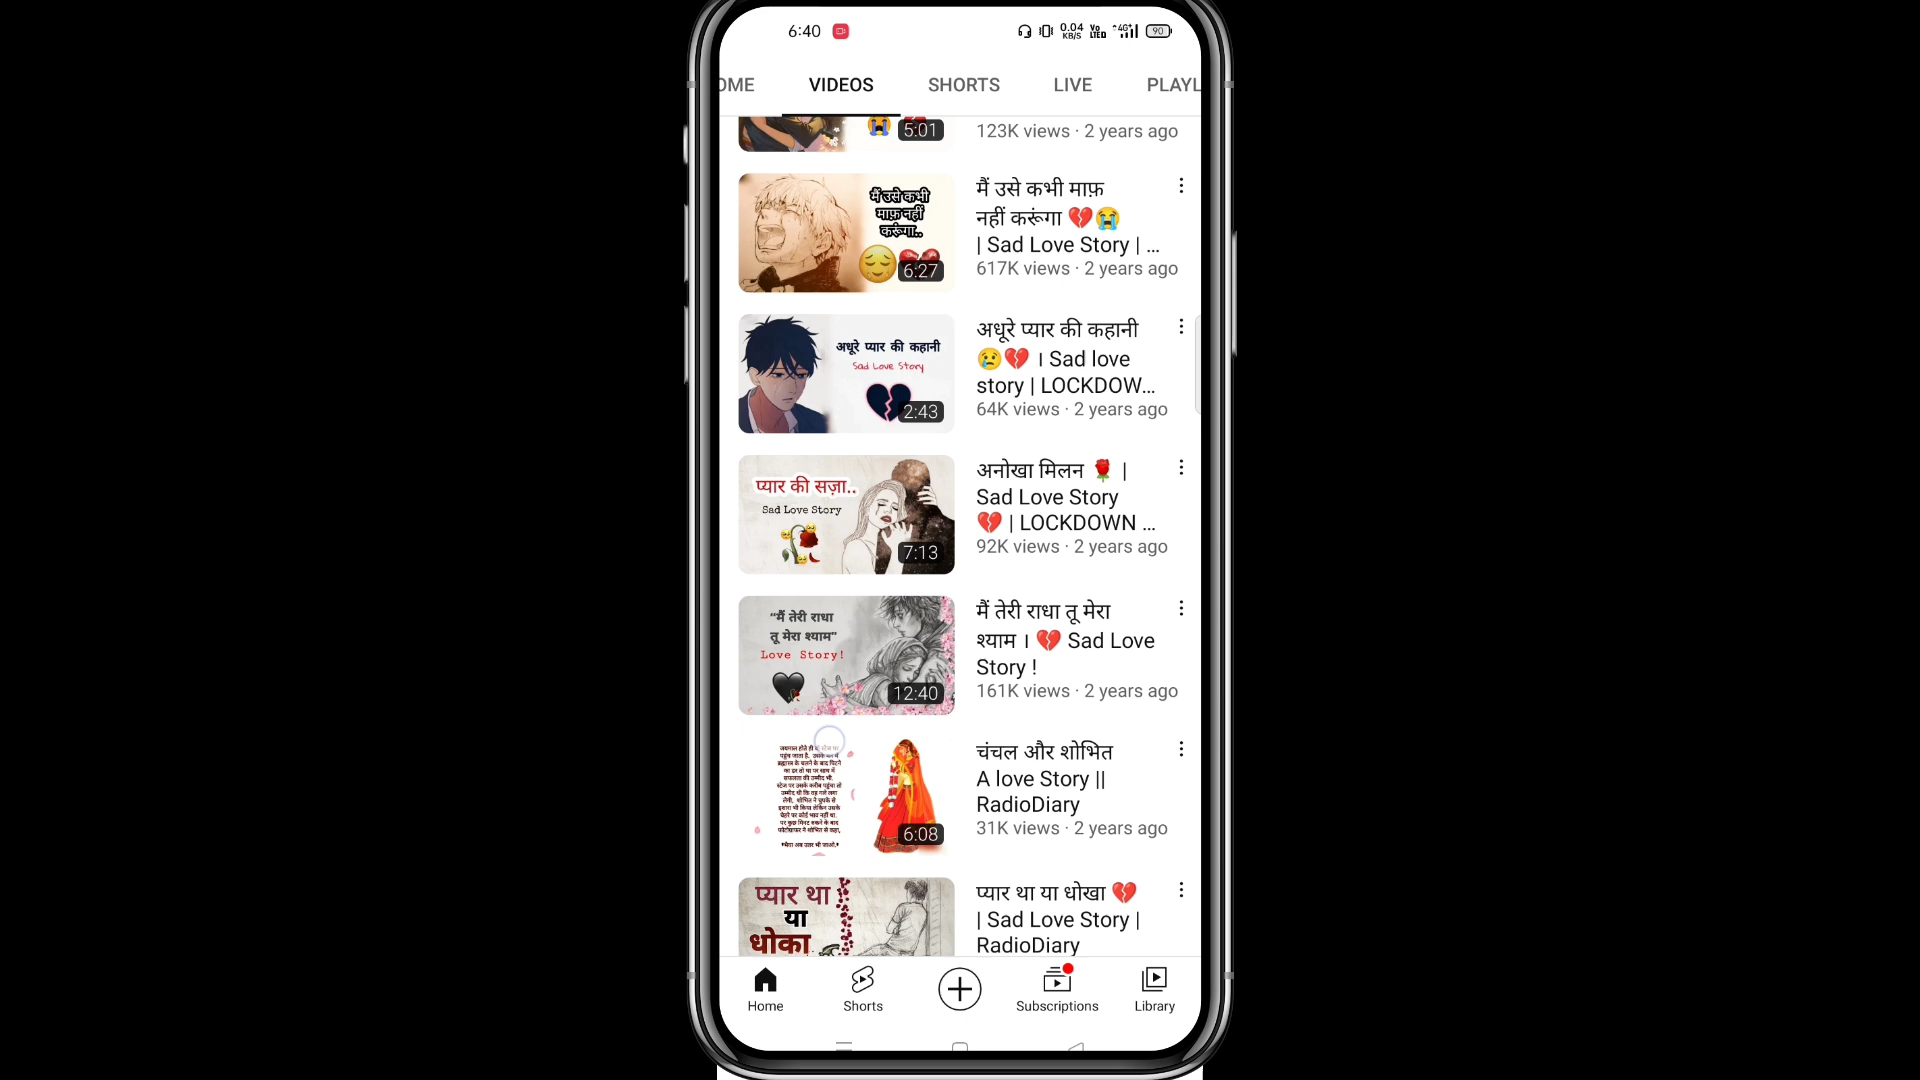 6:40
0.04 KB/S Vo LTE 4G+ 90
OME VIDEOS SHORTS LIVE PLAYL
5:01
123K views · 2 years ago
मैं उसे कभी
माफ़ नहीं
करूंगा..
6:27
मैं उसे कभी माफ़
नहीं करूंगा 💔😭
| Sad Love Story | ...
617K views · 2 years ago
अधूरे प्यार की कहानी
Sad Love Story
2:43
अधूरे प्यार की कहानी
😢💔 । Sad love
story | LOCKDOW...
64K views · 2 years ago
प्यार की सज़ा..
Sad Love Story
7:13
अनोखा मिलन 🌹 |
Sad Love Story
💔 | LOCKDOWN ...
92K views · 2 years ago
“मैं तेरी राधा
तू मेरा श्याम”
Love Story!
12:40
मैं तेरी राधा तू मेरा
श्याम । 💔 Sad Love
Story !
161K views · 2 years ago
6:08
चंचल और शोभित
A love Story ||
RadioDiary
31K views · 2 years ago
प्यार था
या
धोका
प्यार था या धोखा 💔
| Sad Love Story |
RadioDiary
Home Shorts Subscriptions Library